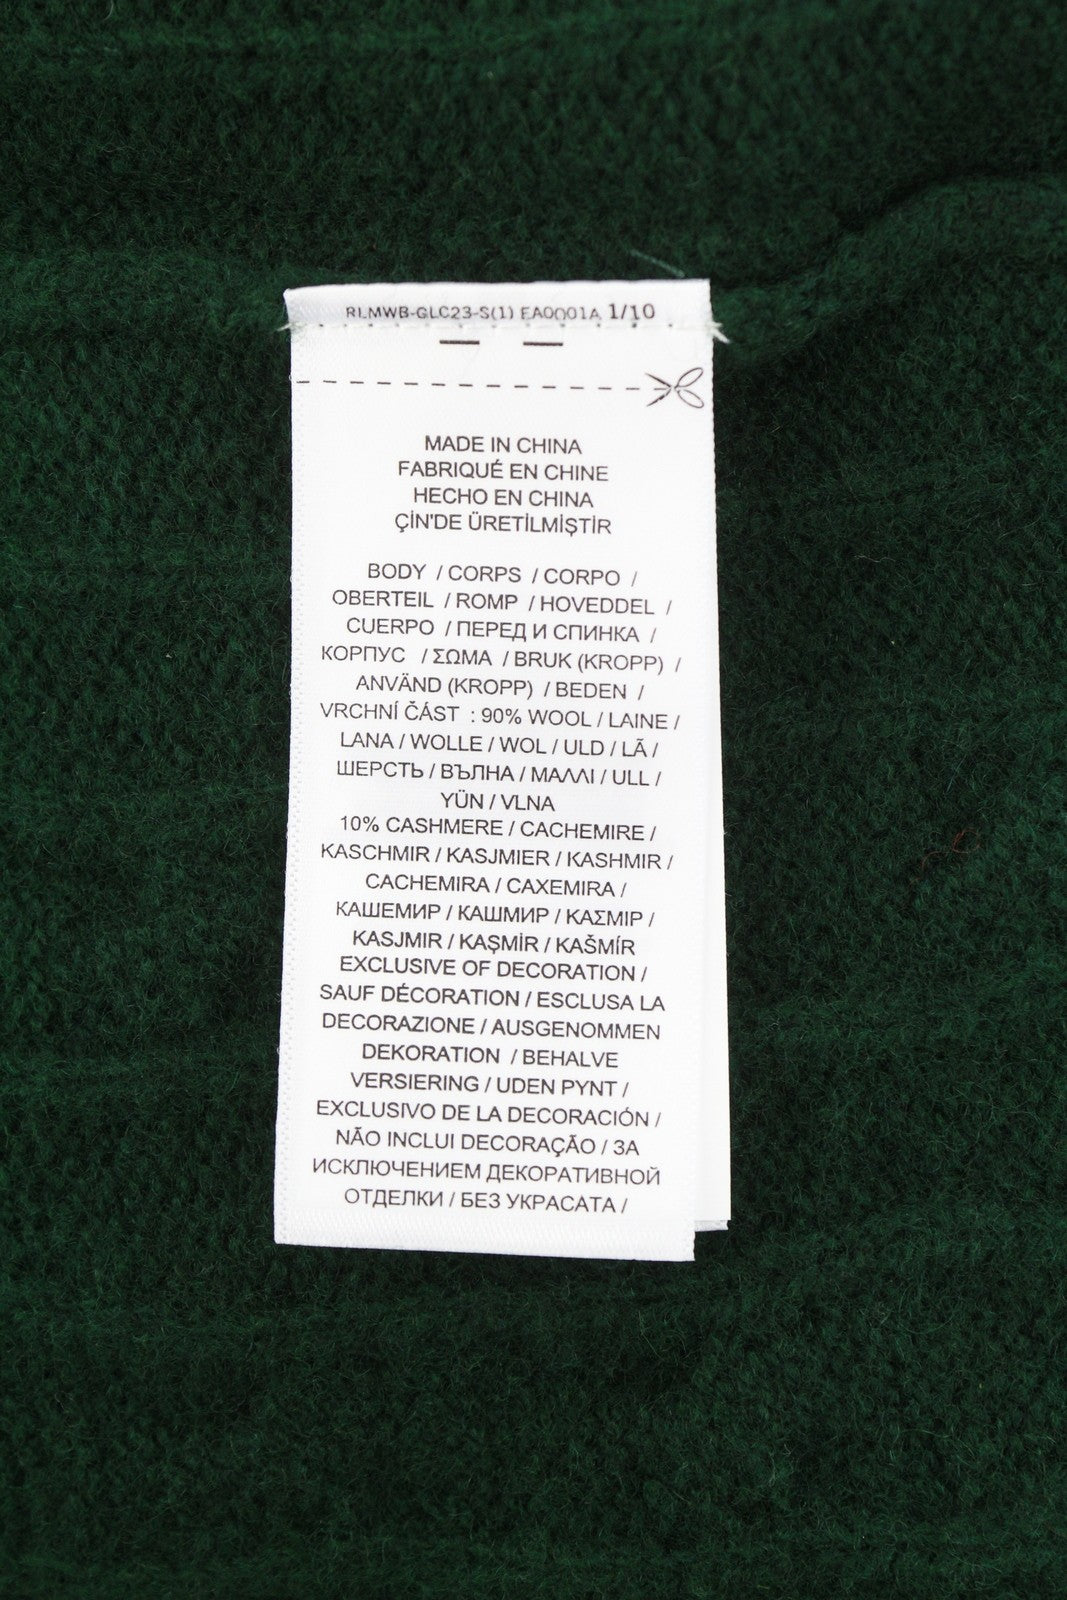 RLMWB-GLC23-S(1) EA0001A 1/10
MADE IN CHINA
FABRIQUÉ EN CHINE
HECHO EN CHINA
ÇİN'DE ÜRETİLMİŞTİR
BODY / CORPS / CORPO /
OBERTEIL / ROMP / HOVEDDEL /
CUERPO / ПЕРЕД И СПИНКА /
КОРПУС / ΣΩΜΑ / BRUK (KROPP) /
ANVÄND (KROPP) / BEDEN /
VRCHNÍ ČÁST : 90% WOOL / LAINE /
LANA / WOLLE / WOL / ULD / LÃ /
ШЕРСТЬ / ВЪЛНА / ΜΑΛΛΙ / ULL /
YÜN / VLNA
10% CASHMERE / CACHEMIRE /
KASCHMIR / KASJMIER / KASHMIR /
CACHEMIRA / CAXEMIRA /
КАШЕМИР / КАШМИР / ΚΑΣΜΙΡ /
KASJMIR / KAŞMİR / KAŠMÍR
EXCLUSIVE OF DECORATION /
SAUF DÉCORATION / ESCLUSA LA
DECORAZIONE / AUSGENOMMEN
DEKORATION / BEHALVE
VERSIERING / UDEN PYNT /
EXCLUSIVO DE LA DECORACIÓN /
NÃO INCLUI DECORAÇÃO / ЗА
ИСКЛЮЧЕНИЕМ ДЕКОРАТИВНОЙ
ОТДЕЛКИ / БЕЗ УКРАСАТА /